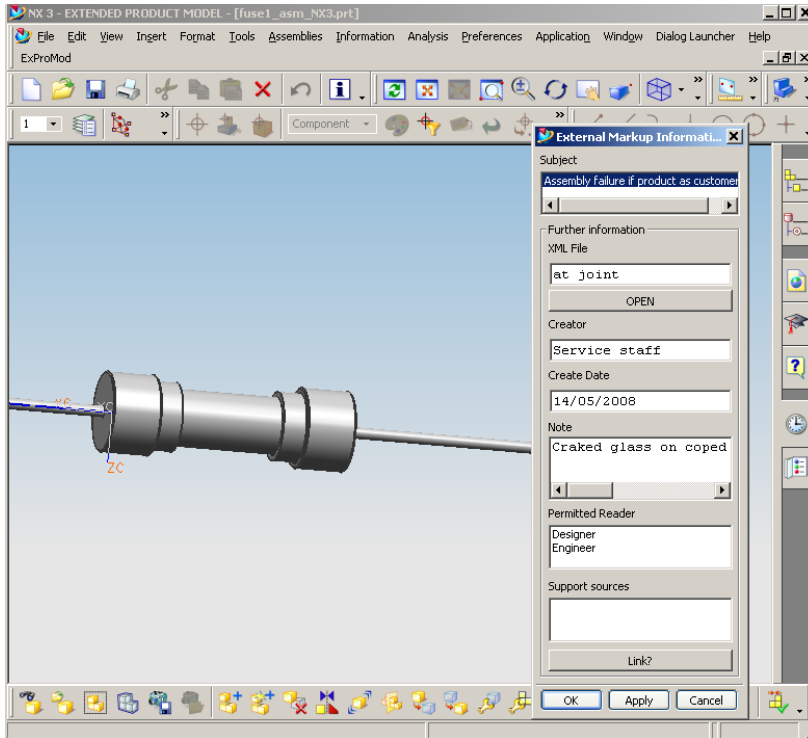 NX 3 - EXTENDED PRODUCT MODEL - [fuse1_asm_NX3.prt]
File Edit View Insert Format Tools Assemblies Information Analysis Preferences Application Window Dialog Launcher Help
ExProMod
1 Component
External Markup Informati...
Subject
Assembly failure if product as customer
Further information
XML File
at joint
OPEN
Creator
Service staff
Create Date
14/05/2008
Note
Craked glass on coped
Permitted Reader
Designer
Engineer
Support sources
Link?
OK Apply Cancel
ZC